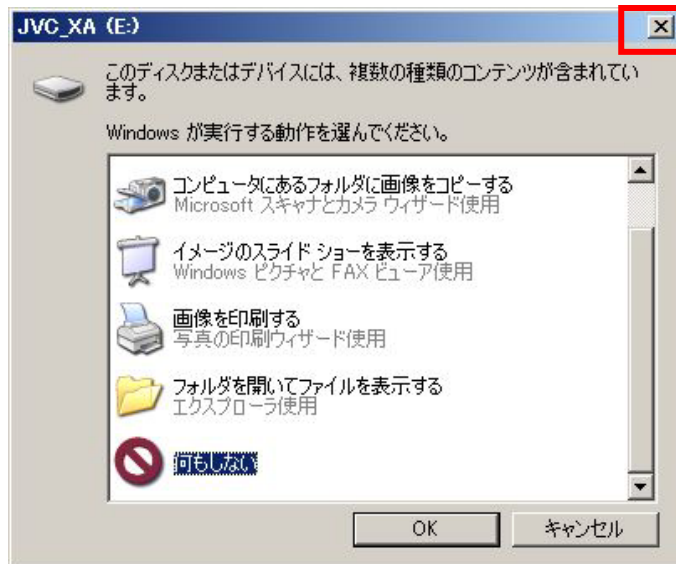 JVC_XA (E:)
このディスクまたはデバイスには、複数の種類のコンテンツが含まれてい
ます。
Windows が実行する動作を選んでください。
コンピュータにあるフォルダに画像をコピーする
Microsoft スキャナとカメラ ウィザード使用
イメージのスライド ショーを表示する
Windows ピクチャと FAX ビューア使用
画像を印刷する
写真の印刷ウィザード使用
フォルダを開いてファイルを表示する
エクスプローラ使用
何もしない
OK
キャンセル